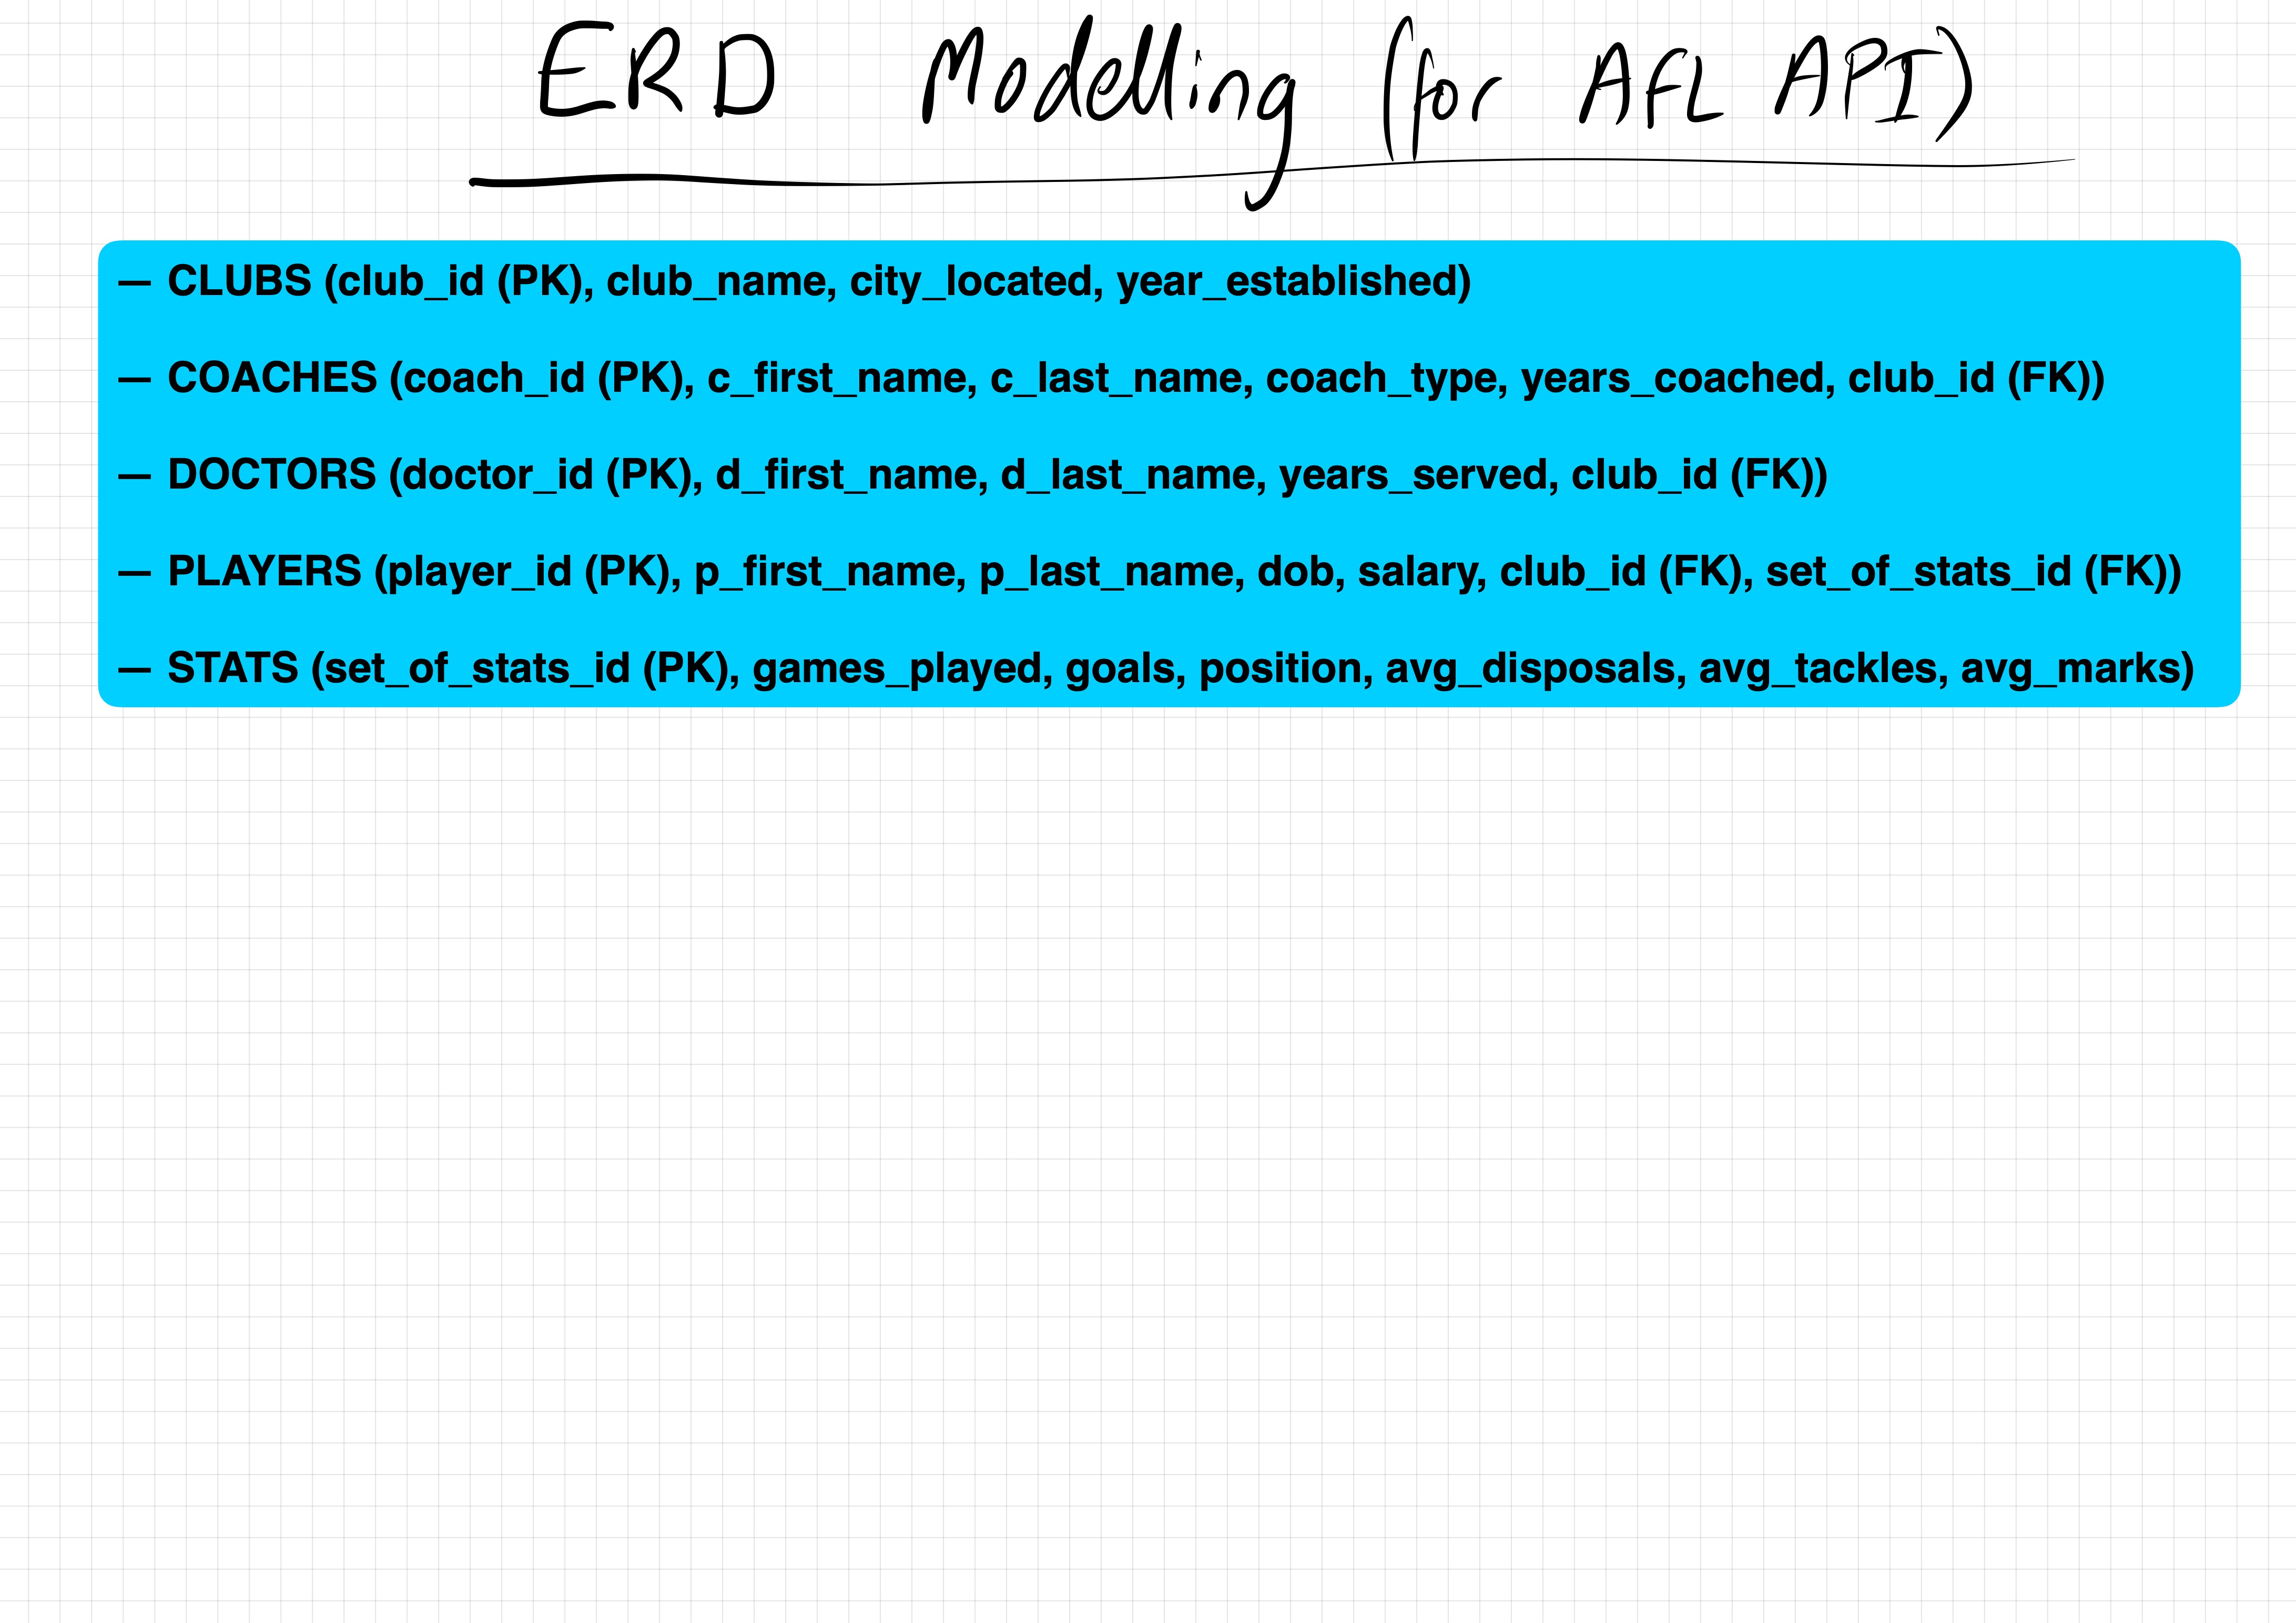 ERD Modelling (for AFL API)
— CLUBS (club_id (PK), club_name, city_located, year_established)
— COACHES (coach_id (PK), c_first_name, c_last_name, coach_type, years_coached, club_id (FK))
— DOCTORS (doctor_id (PK), d_first_name, d_last_name, years_served, club_id (FK))
— PLAYERS (player_id (PK), p_first_name, p_last_name, dob, salary, club_id (FK), set_of_stats_id (FK))
— STATS (set_of_stats_id (PK), games_played, goals, position, avg_disposals, avg_tackles, avg_marks)